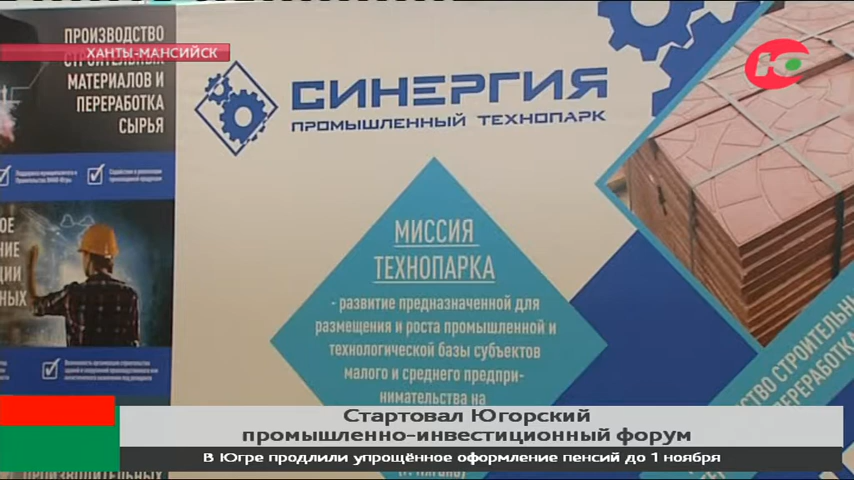 ПРОИЗВОДСТВО
СТРОИТЕЛЬНЫХ
МАТЕРИАЛОВ И
ПЕРЕРАБОТКА
СЫРЬЯ
ХАНТЫ-МАНСИЙСК
СИНЕРГИЯ
ПРОМЫШЛЕННЫЙ ТЕХНОПАРК
Ю
МИССИЯ
ТЕХНОПАРКА
- развитие предназначенной для
размещения и роста промышленной и
технологической базы субъектов
малого и среднего предпри-
нимательства на
Стартовал Югорский
промышленно-инвестиционный форум
В Югре продлили упрощённое оформление пенсий до 1 ноября